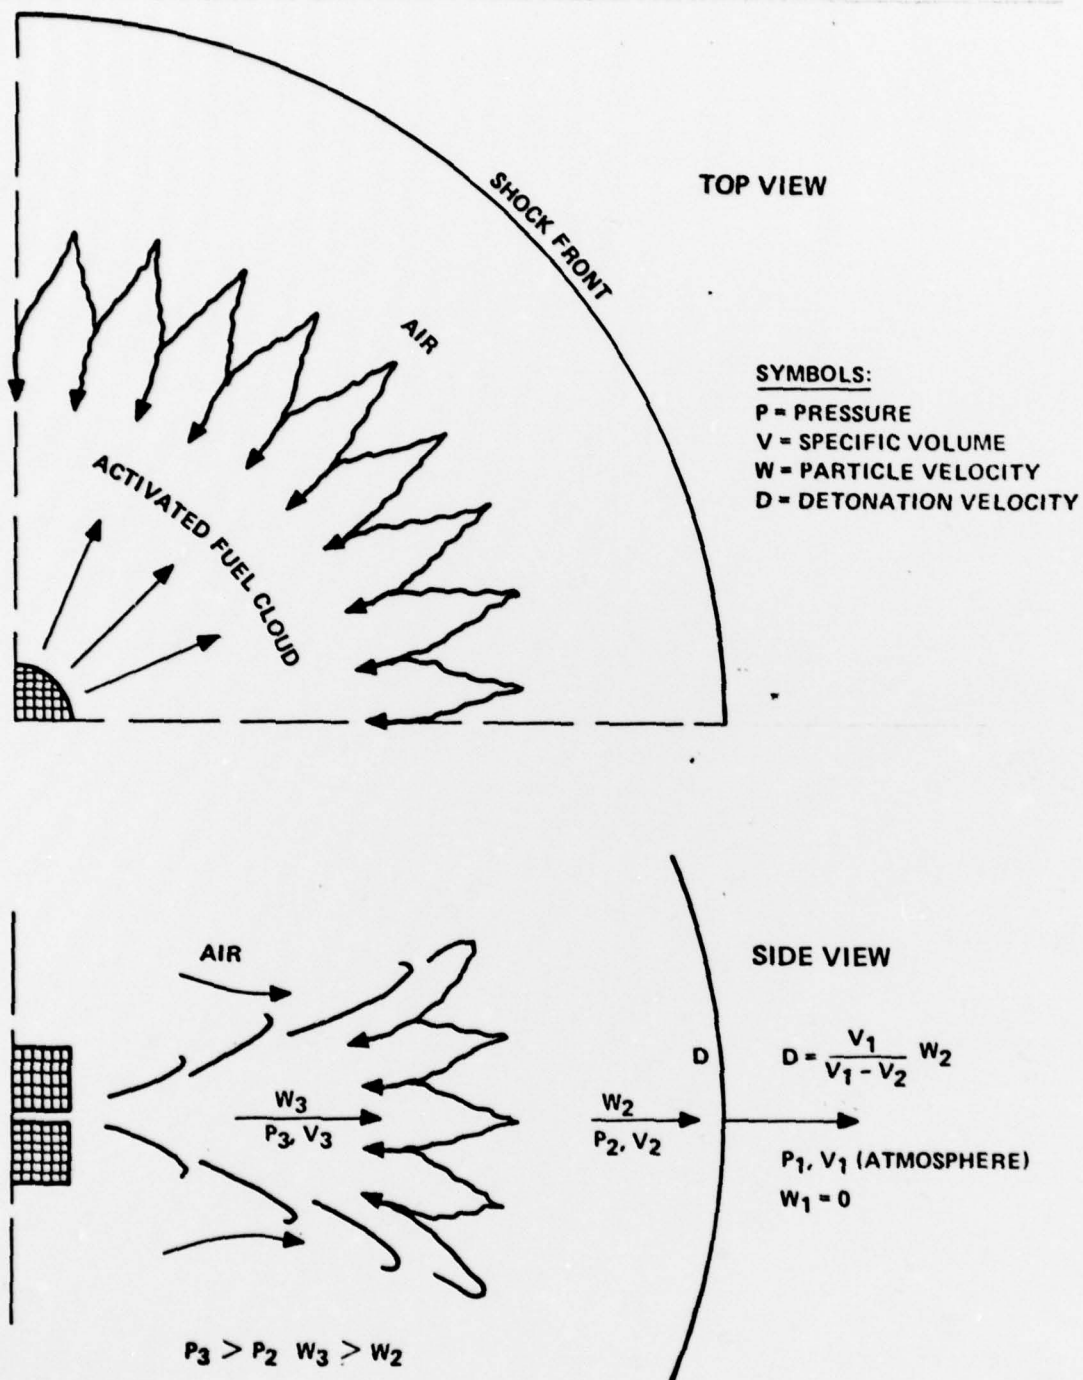 TOP VIEW
SHOCK FRONT
AIR
ACTIVATED FUEL CLOUD
SYMBOLS:
P = PRESSURE
V = SPECIFIC VOLUME
W = PARTICLE VELOCITY
D = DETONATION VELOCITY
SIDE VIEW
AIR
D
D = V₁ / (V₁ - V₂) W₂
W₃
P₃, V₃
W₂
P₂, V₂
P₁, V₁ (ATMOSPHERE)
W₁ = 0
P₃ > P₂ W₃ > W₂